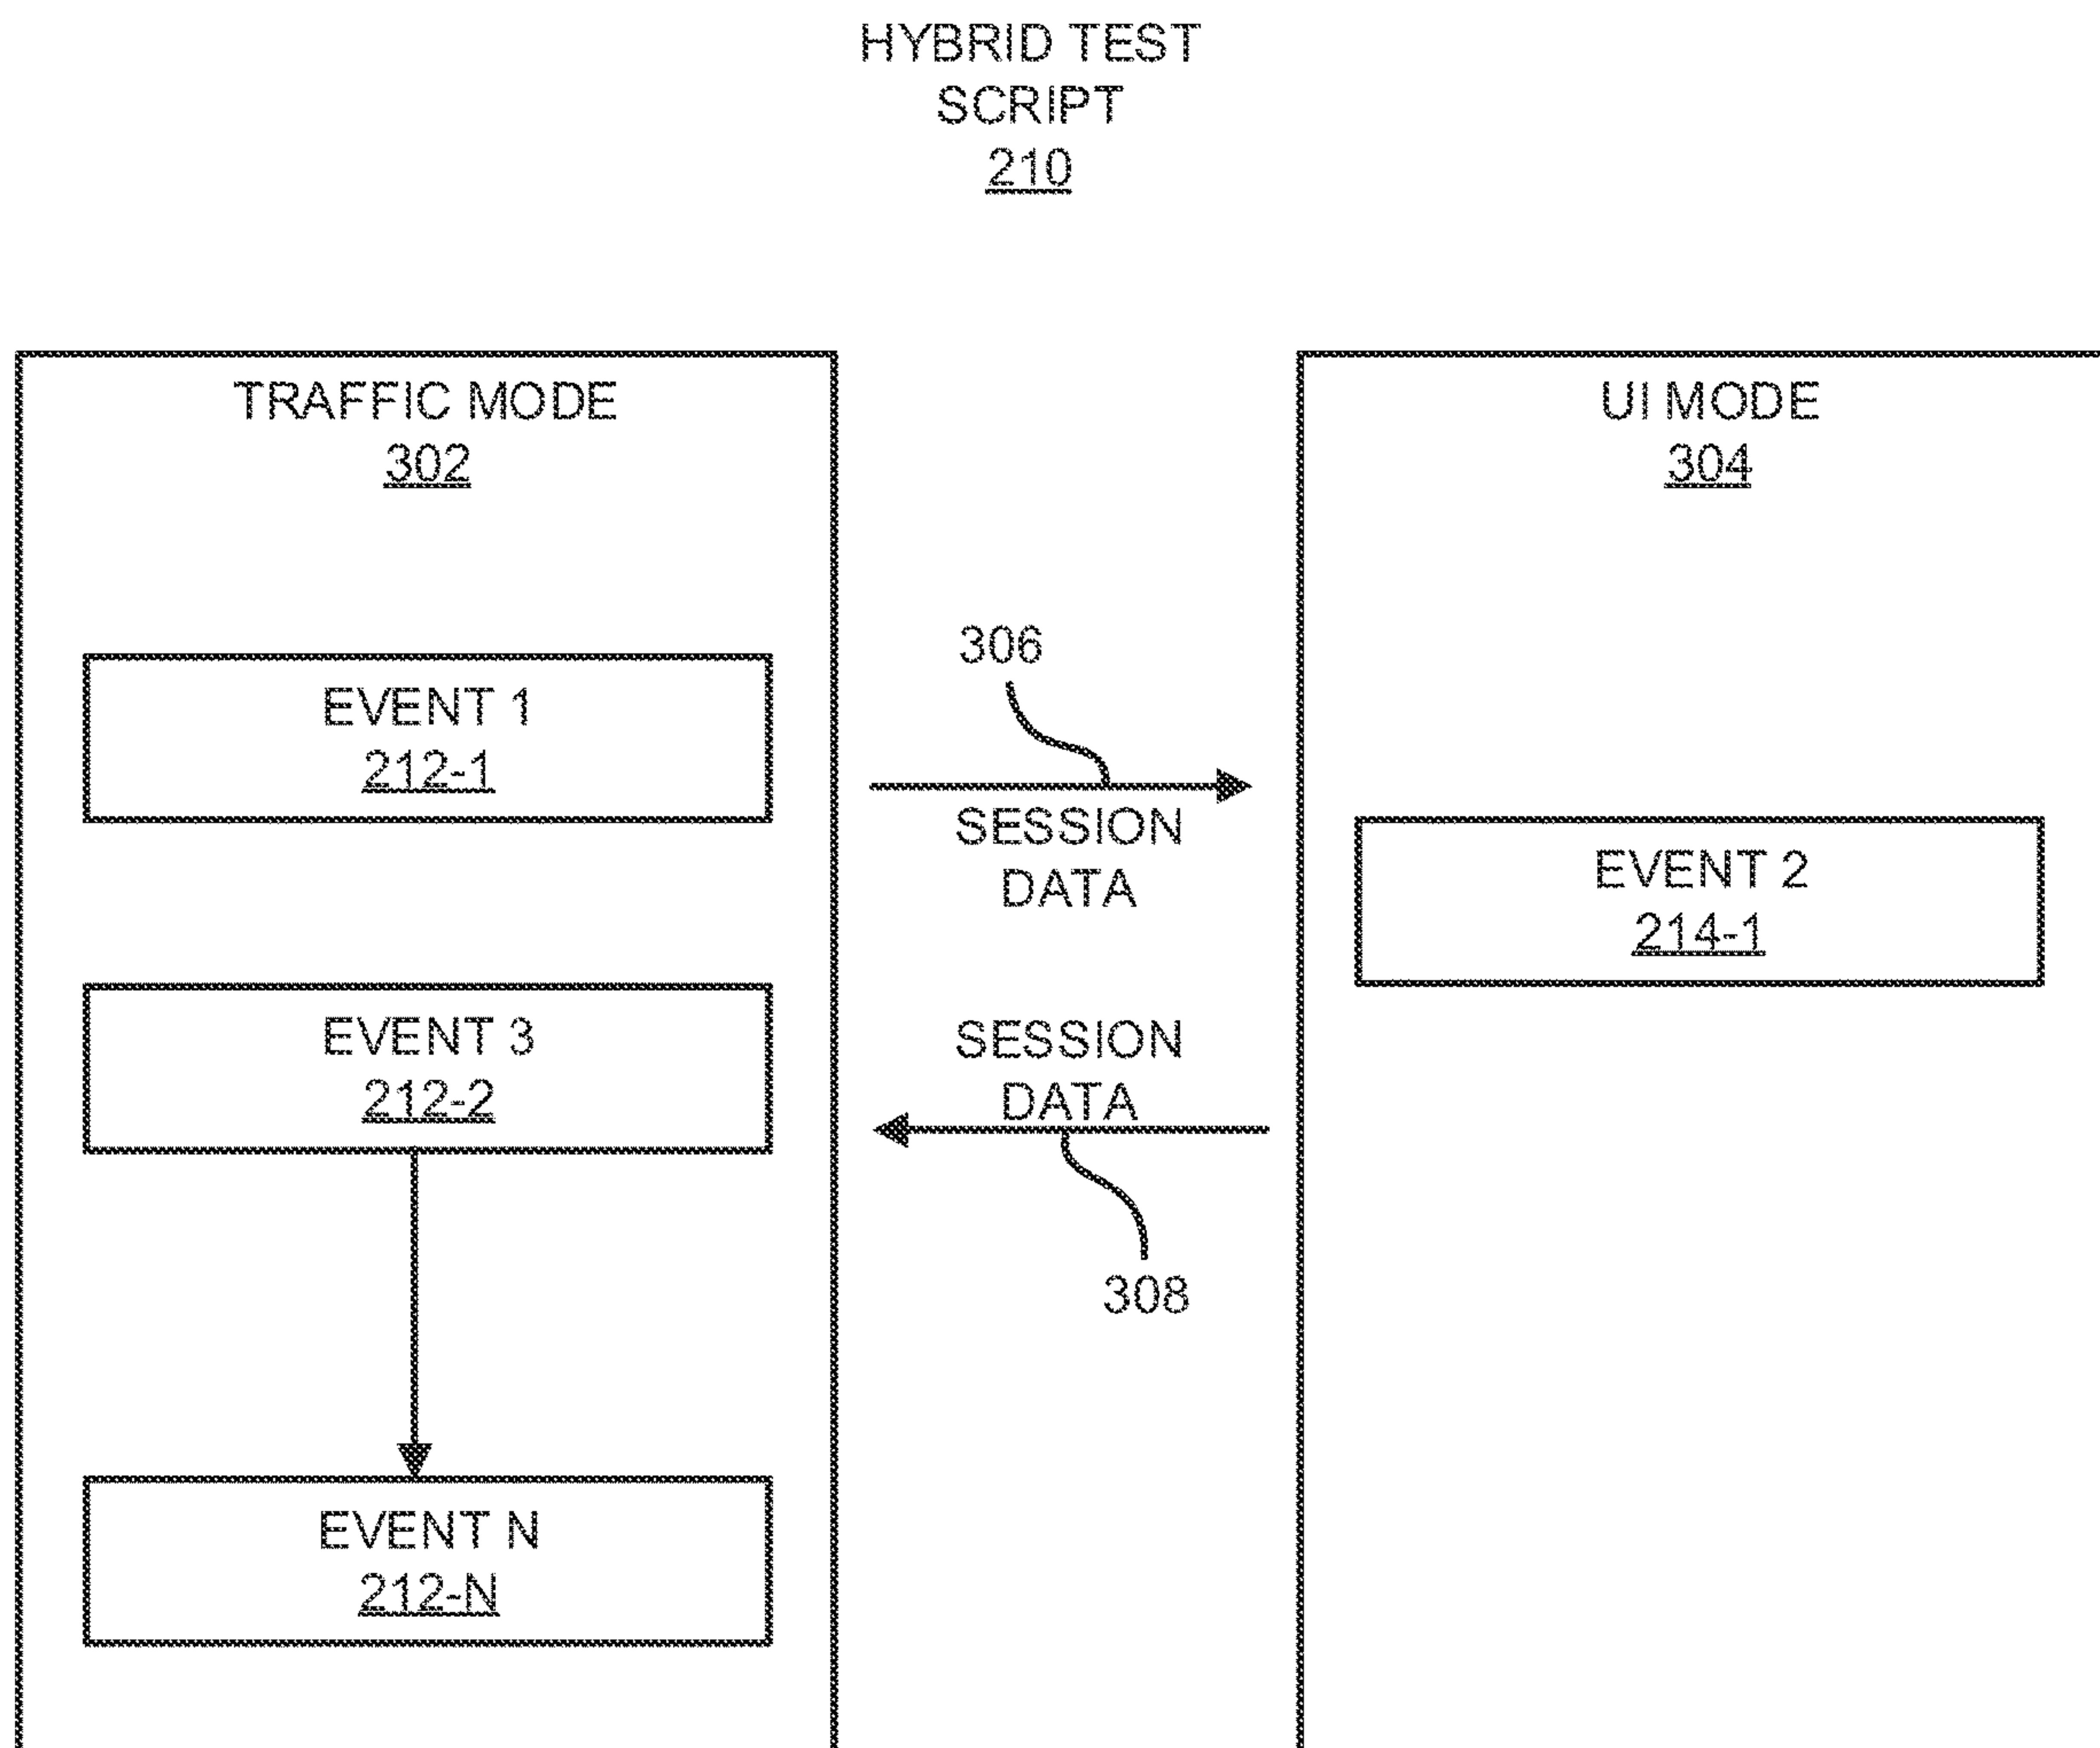 HYBRID TEST
SCRIPT
210
TRAFFIC MODE
302
UI MODE
304
EVENT 1
212-1
306
SESSION
DATA
EVENT 2
214-1
EVENT 3
212-2
SESSION
DATA
308
EVENT N
212-N